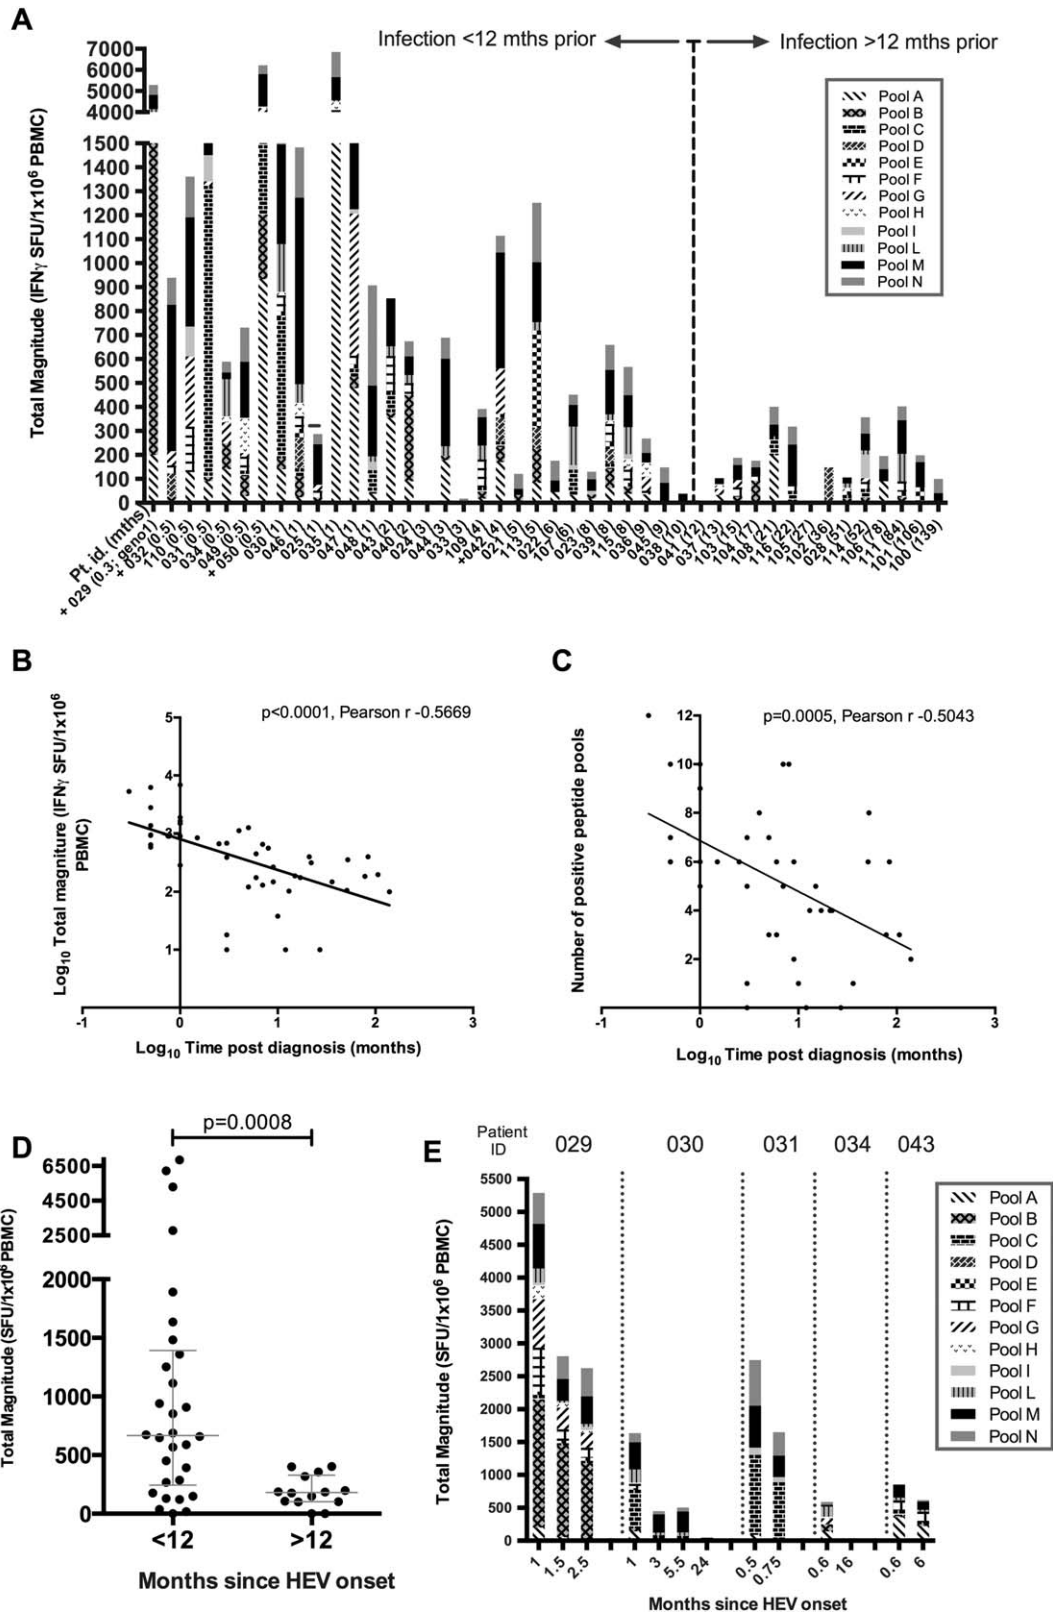 A
Infection <12 mths prior
Infection >12 mths prior
Total Magnitude (IFNγ SFU/1x10⁶ PBMC)
7000
6000
5000
4000
1500
1400
1300
1200
1100
1000
900
800
700
600
500
400
300
200
100
0
Pool A
Pool B
Pool C
Pool D
Pool E
Pool F
Pool G
Pool H
Pool I
Pool L
Pool M
Pool N
Pt. id. (mths)
+ 029 (0.3; geno1)
+ 032 (0.5)
110 (0.5)
031 (0.5)
034 (0.5)
049 (0.5)
+ 050 (0.5)
030 (1)
046 (1)
025 (1)
035 (1)
047 (1)
048 (1)
043 (2)
040 (2)
024 (3)
044 (3)
033 (3)
109 (4)
+042 (4)
021 (5)
113 (5)
022 (6)
107 (6)
023 (8)
039 (8)
115 (8)
036 (9)
045 (9)
038 (10)
041 (12)
037 (13)
103 (15)
104 (17)
108 (21)
116 (22)
105 (27)
102 (36)
028 (51)
114 (52)
106 (78)
111 (84)
101 (106)
100 (139)
B
Log₁₀ Total magniture (IFNγ SFU/1x10⁶
PBMC)
p<0.0001, Pearson r -0.5669
5
4
3
2
1
-1
0
1
2
3
Log₁₀ Time post diagnosis (months)
C
Number of positive peptide pools
p=0.0005, Pearson r -0.5043
12
10
8
6
4
2
-1
0
1
2
3
Log₁₀ Time post diagnosis (months)
D
p=0.0008
Total Magnitude (SFU/1x10⁶ PBMC)
6500
4500
2500
2000
1500
1000
500
0
<12
>12
Months since HEV onset
E
Patient
ID
029
030
031
034
043
Total Magnitude (SFU/1x10⁶ PBMC)
5500
5000
4500
4000
3500
3000
2500
2000
1500
1000
500
0
1
1.5
2.5
1
3
5.5
24
0.5
0.75
0.6
16
0.6
6
Months since HEV onset
Pool A
Pool B
Pool C
Pool D
Pool E
Pool F
Pool G
Pool H
Pool I
Pool L
Pool M
Pool N